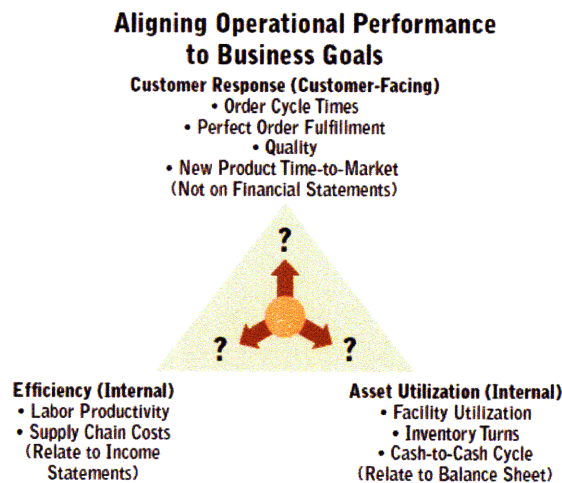 Aligning Operational Performance
to Business Goals
Customer Response (Customer-Facing)
• Order Cycle Times
• Perfect Order Fulfillment
• Quality
• New Product Time-to-Market
(Not on Financial Statements)
?
?
?
Efficiency (Internal)
• Labor Productivity
• Supply Chain Costs
(Relate to Income
Statements)
Asset Utilization (Internal)
• Facility Utilization
• Inventory Turns
• Cash-to-Cash Cycle
(Relate to Balance Sheet)